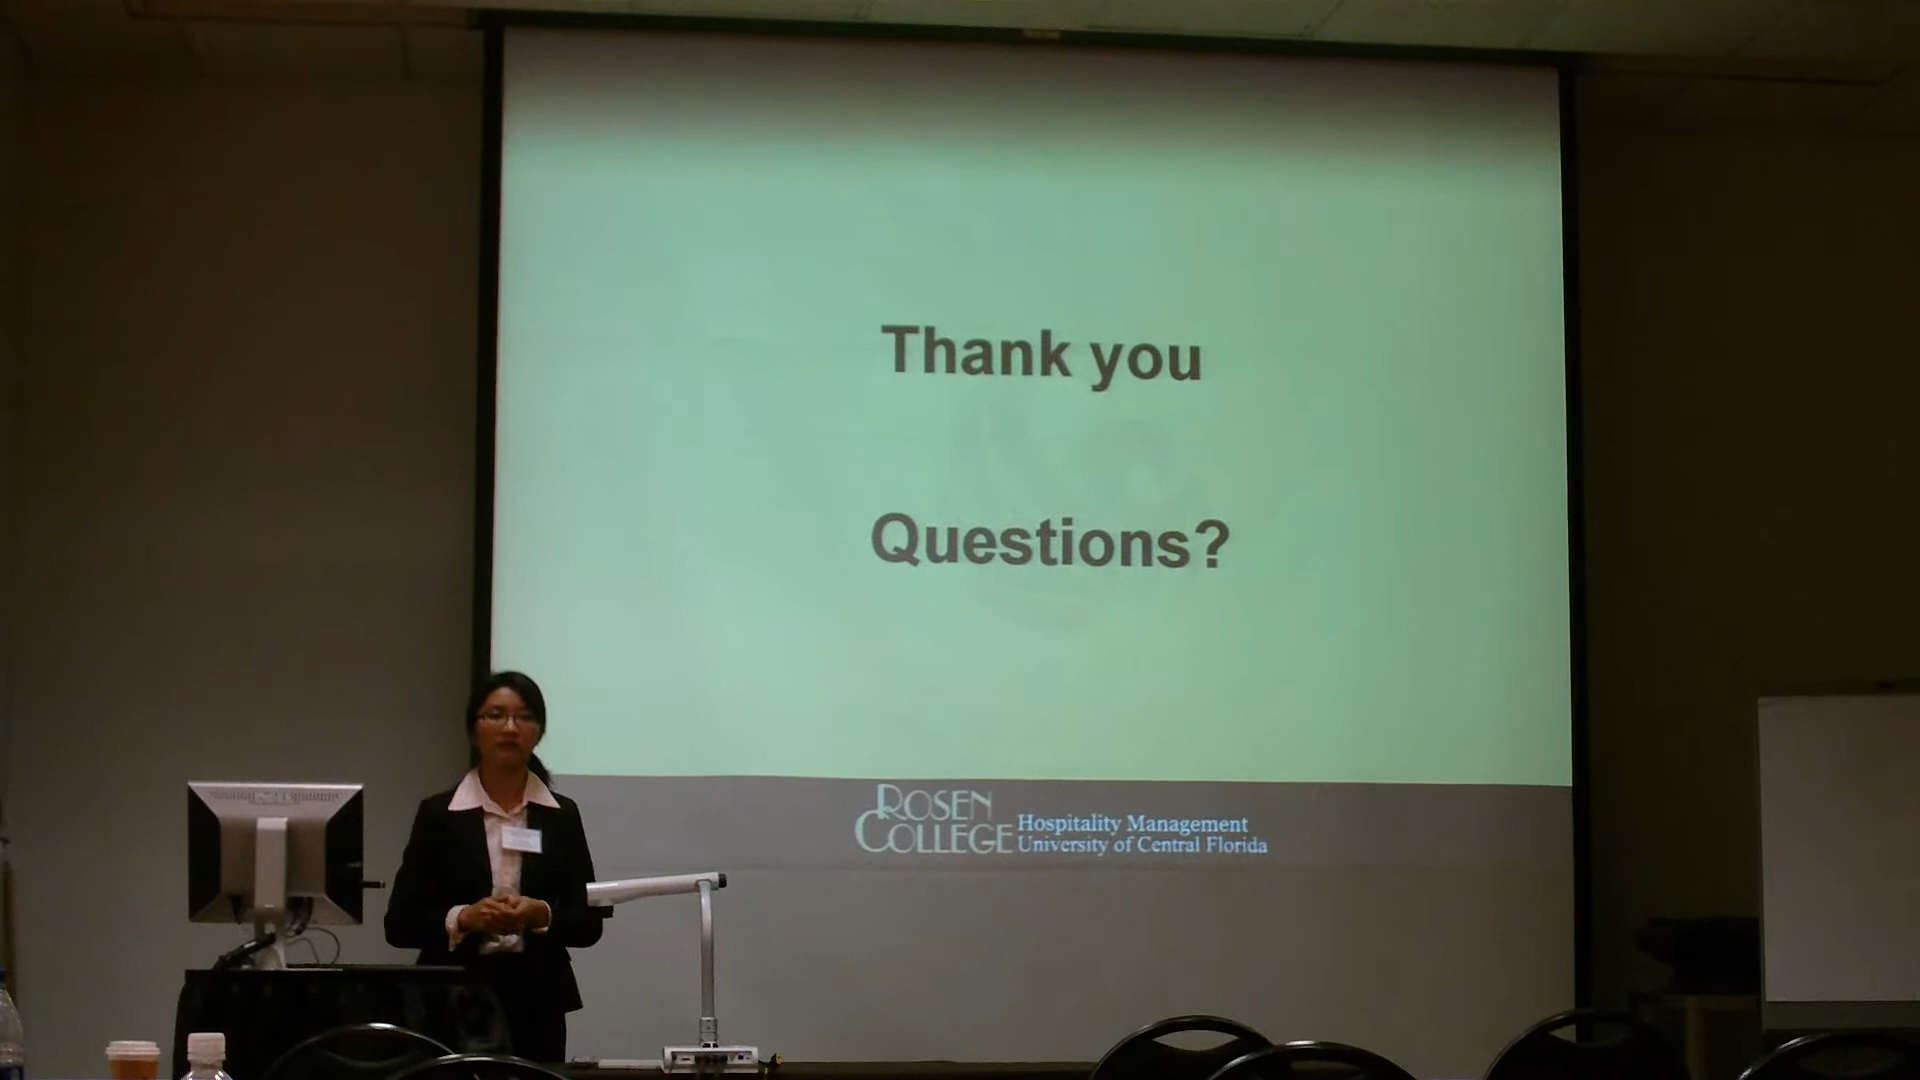 Thank you
Questions?
ROSEN
COLLEGE
Hospitality Management
University of Central Florida